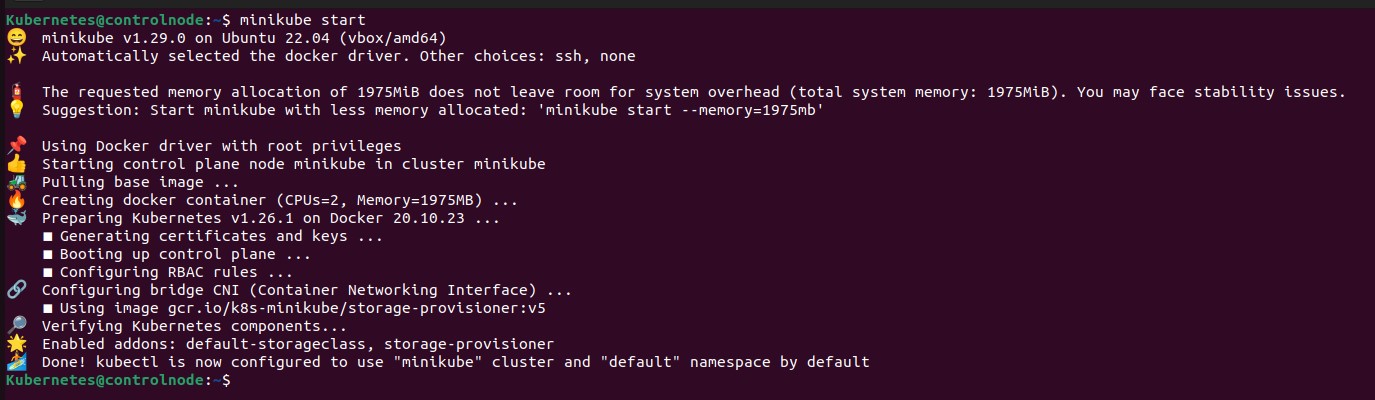 Kubernetes@controlnode:~$ minikube start
😄 minikube v1.29.0 on Ubuntu 22.04 (vbox/amd64)
✨ Automatically selected the docker driver. Other choices: ssh, none
🧯 The requested memory allocation of 1975MiB does not leave room for system overhead (total system memory: 1975MiB). You may face stability issues.
💡 Suggestion: Start minikube with less memory allocated: 'minikube start --memory=1975mb'
📌 Using Docker driver with root privileges
👍 Starting control plane node minikube in cluster minikube
🚜 Pulling base image ...
🔥 Creating docker container (CPUs=2, Memory=1975MB) ...
🐳 Preparing Kubernetes v1.26.1 on Docker 20.10.23 ...
■ Generating certificates and keys ...
■ Booting up control plane ...
■ Configuring RBAC rules ...
🔗 Configuring bridge CNI (Container Networking Interface) ...
■ Using image gcr.io/k8s-minikube/storage-provisioner:v5
🔎 Verifying Kubernetes components...
🌟 Enabled addons: default-storageclass, storage-provisioner
🏄 Done! kubectl is now configured to use "minikube" cluster and "default" namespace by default
Kubernetes@controlnode:~$